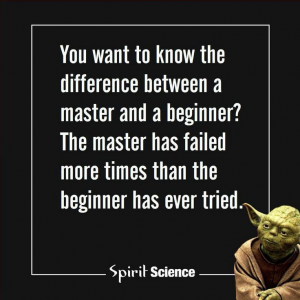 You want to know the
difference between a
master and a beginner?
The master has failed
more times than the
beginner has ever tried.
Spirit Science